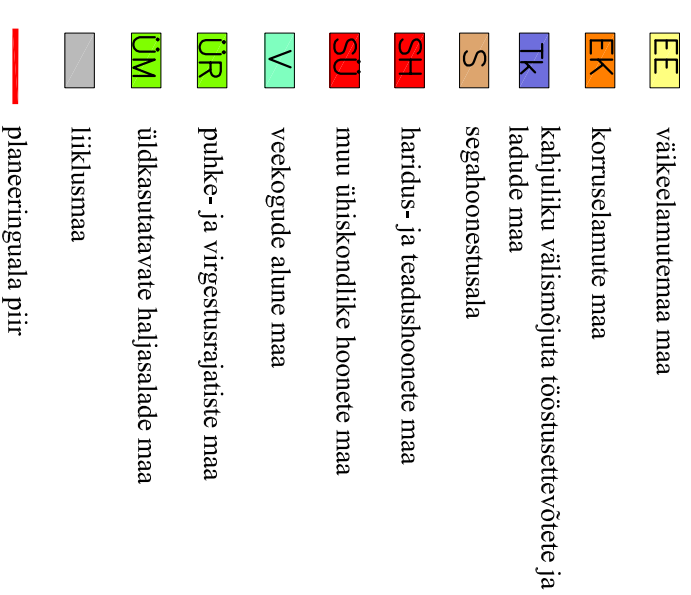 EE väikeelamutemaa maa
EK korruselamute maa
Tk kahjuliku välismõjuta tööstusettevõtete ja
ladude maa
S segahoonestusala
SH haridus- ja teadushoonete maa
SÜ muu ühiskondlike hoonete maa
V veekogude alune maa
ÜR puhke- ja virgestusrajatiste maa
ÜM üldkasutatavate haljasalade maa
liiklusmaa
planeeringuala piir